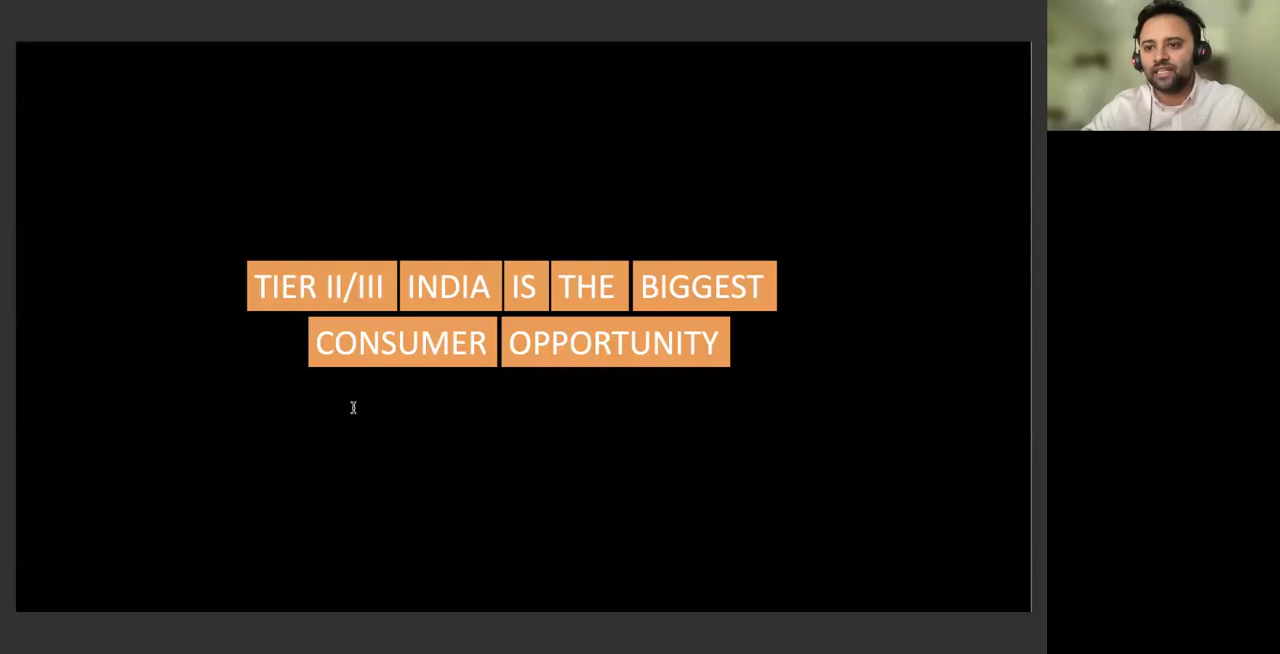 TIER II/III INDIA IS THE BIGGEST
CONSUMER OPPORTUNITY